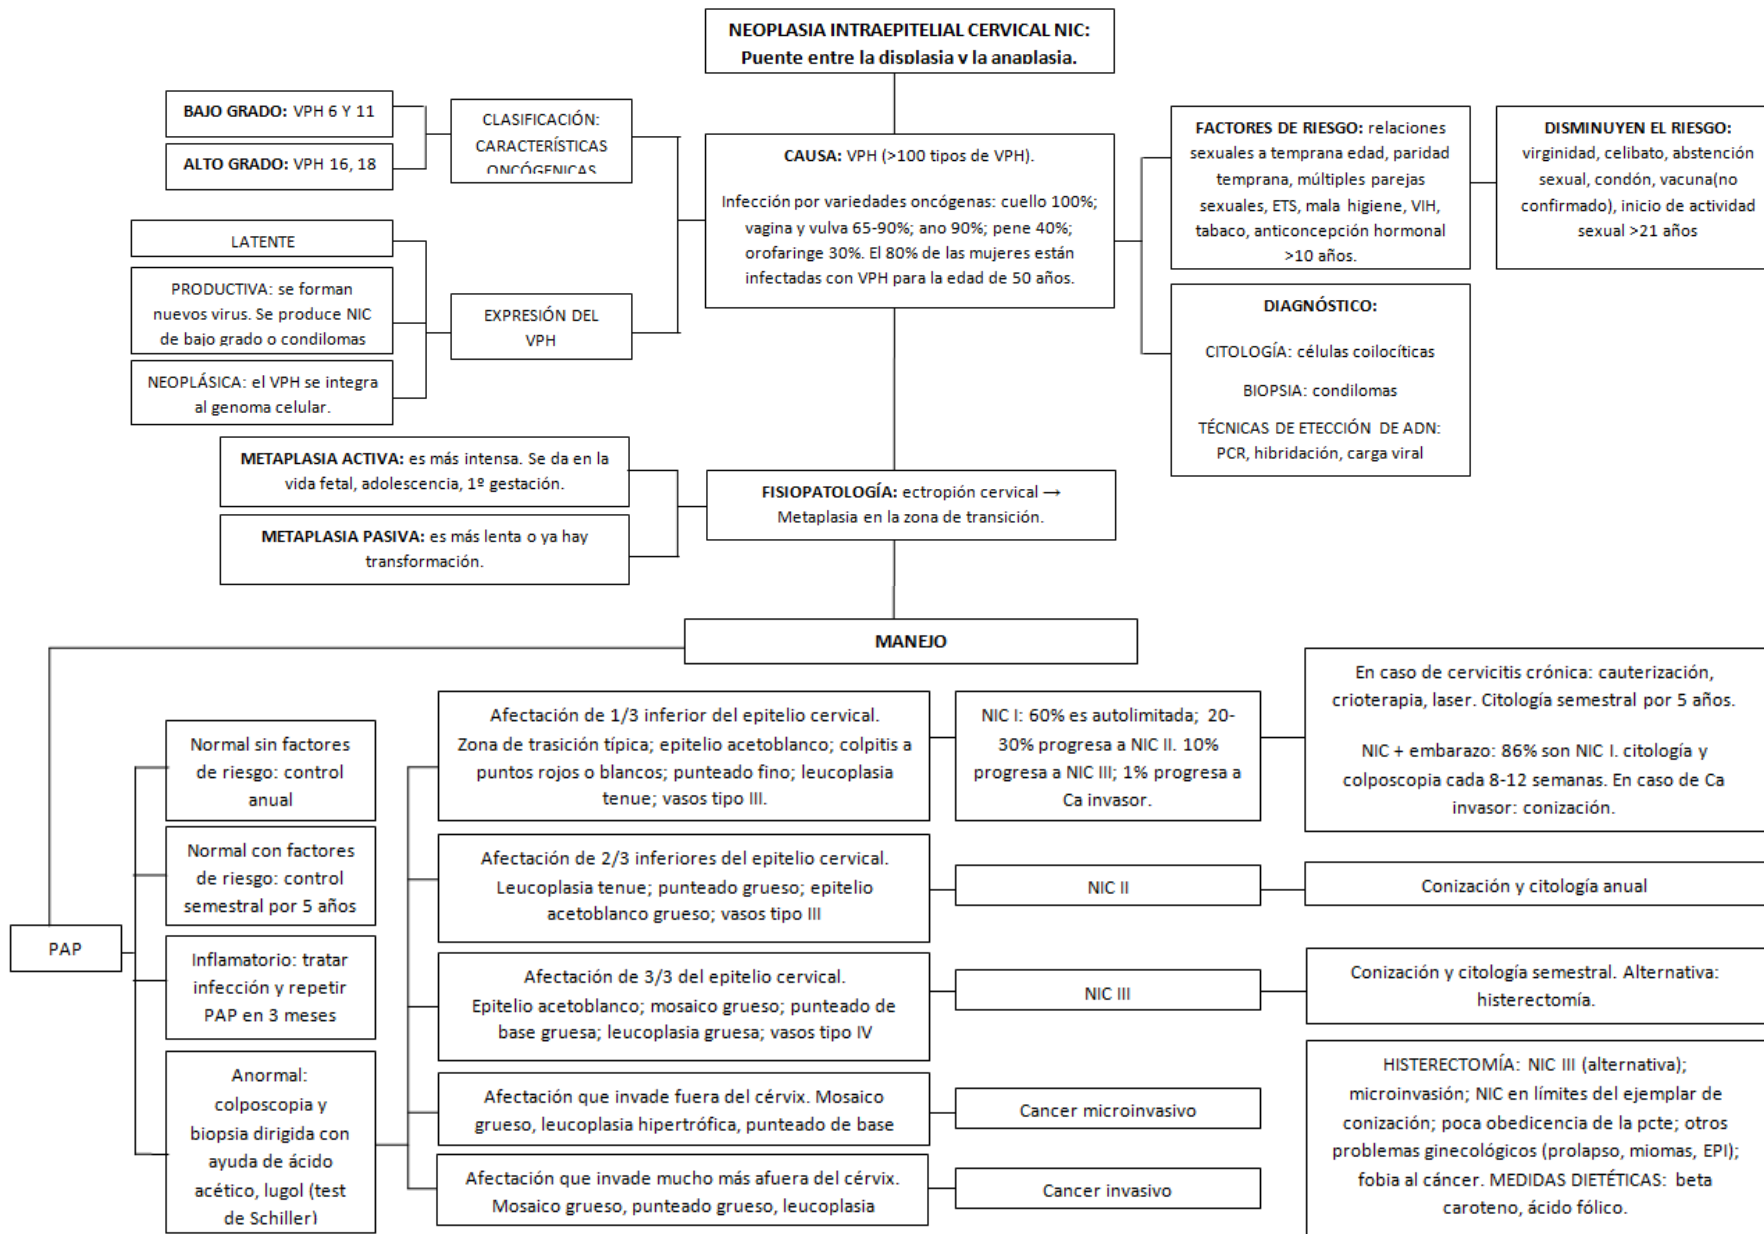 NEOPLASIA INTRAEPITELIAL CERVICAL NIC:
Puente entre la displasia y la anaplasia.
BAJO GRADO: VPH 6 Y 11
ALTO GRADO: VPH 16, 18
CLASIFICACIÓN:
CARACTERÍSTICAS
ONCÓGENICAS
LATENTE
PRODUCTIVA: se forman
nuevos virus. Se produce NIC
de bajo grado o condilomas
NEOPLÁSICA: el VPH se integra
al genoma celular.
EXPRESIÓN DEL
VPH
CAUSA: VPH (>100 tipos de VPH).
Infección por variedades oncógenas: cuello 100%;
vagina y vulva 65-90%; ano 90%; pene 40%;
orofaringe 30%. El 80% de las mujeres están
infectadas con VPH para la edad de 50 años.
FACTORES DE RIESGO: relaciones
sexuales a temprana edad, paridad
temprana, múltiples parejas
sexuales, ETS, mala higiene, VIH,
tabaco, anticoncepción hormonal
>10 años.
DISMINUYEN EL RIESGO:
virginidad, celibato, abstención
sexual, condón, vacuna(no
confirmado), inicio de actividad
sexual >21 años
DIAGNÓSTICO:
CITOLOGÍA: células coilocíticas
BIOPSIA: condilomas
TÉCNICAS DE ETECCIÓN DE ADN:
PCR, hibridación, carga viral
METAPLASIA ACTIVA: es más intensa. Se da en la
vida fetal, adolescencia, 1º gestación.
METAPLASIA PASIVA: es más lenta o ya hay
transformación.
FISIOPATOLOGÍA: ectropión cervical →
Metaplasia en la zona de transición.
MANEJO
PAP
Normal sin factores
de riesgo: control
anual
Normal con factores
de riesgo: control
semestral por 5 años
Inflamatorio: tratar
infección y repetir
PAP en 3 meses
Anormal:
colposcopia y
biopsia dirigida con
ayuda de ácido
acético, lugol (test
de Schiller)
Afectación de 1/3 inferior del epitelio cervical.
Zona de trasición típica; epitelio acetoblanco; colpitis a
puntos rojos o blancos; punteado fino; leucoplasia
tenue; vasos tipo III.
NIC I: 60% es autolimitada; 20-
30% progresa a NIC II. 10%
progresa a NIC III; 1% progresa a
Ca invasor.
En caso de cervicitis crónica: cauterización,
crioterapia, laser. Citología semestral por 5 años.
NIC + embarazo: 86% son NIC I. citología y
colposcopia cada 8-12 semanas. En caso de Ca
invasor: conización.
Afectación de 2/3 inferiores del epitelio cervical.
Leucoplasia tenue; punteado grueso; epitelio
acetoblanco grueso; vasos tipo III
NIC II
Conización y citología anual
Afectación de 3/3 del epitelio cervical.
Epitelio acetoblanco; mosaico grueso; punteado de
base gruesa; leucoplasia gruesa; vasos tipo IV
NIC III
Conización y citología semestral. Alternativa:
histerectomía.
Afectación que invade fuera del cérvix. Mosaico
grueso, leucoplasia hipertrófica, punteado de base
Cancer microinvasivo
Afectación que invade mucho más afuera del cérvix.
Mosaico grueso, punteado grueso, leucoplasia
Cancer invasivo
HISTERECTOMÍA: NIC III (alternativa);
microinvasión; NIC en límites del ejemplar de
conización; poca obedicencia de la pcte; otros
problemas ginecológicos (prolapso, miomas, EPI);
fobia al cáncer. MEDIDAS DIETÉTICAS: beta
caroteno, ácido fólico.